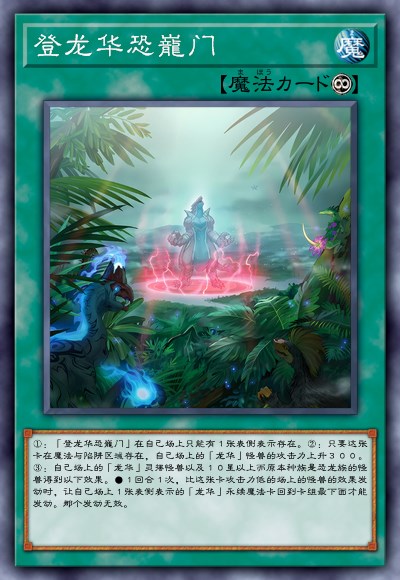 登龙华恐巃门
魔
【魔法カード】
まほう
①：「登龙华恐巃门」在自己场上只能有1张表侧表示存在。②：只要这张
卡在魔法与陷阱区域存在，自己场上的「龙华」怪兽的攻击力上升300。
③：自己场上的「龙华」灵摆怪兽以及10星以上而原本种族是恐龙族的怪
兽得到以下效果。●1回合1次，比这张卡攻击力低的场上的怪兽的效果发
动时，让自己场上1张表侧表示的「龙华」永续魔法卡回到卡组最下面才能
发动。那个发动无效。